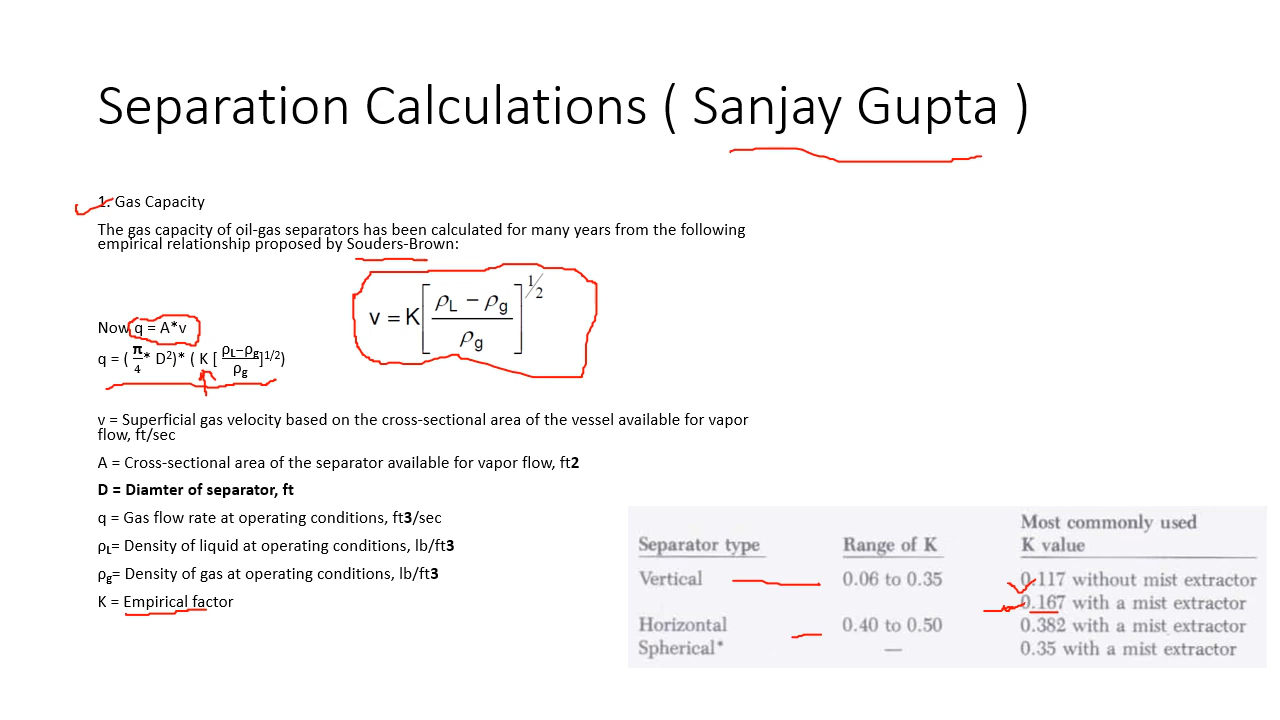 Separation Calculations ( Sanjay Gupta )
1. Gas Capacity
The gas capacity of oil-gas separators has been calculated for many years from the following
empirical relationship proposed by Souders-Brown:
v = K[(ρL − ρg)/ρg]^1/2
Now q = A*v
q = ( π/4 * D²)* ( K [ (ρL−ρg)/ρg ]1/2)
v = Superficial gas velocity based on the cross-sectional area of the vessel available for vapor
flow, ft/sec
A = Cross-sectional area of the separator available for vapor flow, ft2
D = Diamter of separator, ft
q = Gas flow rate at operating conditions, ft3/sec
ρL= Density of liquid at operating conditions, lb/ft3
ρg= Density of gas at operating conditions, lb/ft3
K = Empirical factor
Most commonly used
Separator type Range of K K value
Vertical 0.06 to 0.35 0.117 without mist extractor
0.167 with a mist extractor
Horizontal 0.40 to 0.50 0.382 with a mist extractor
Spherical* — 0.35 with a mist extractor